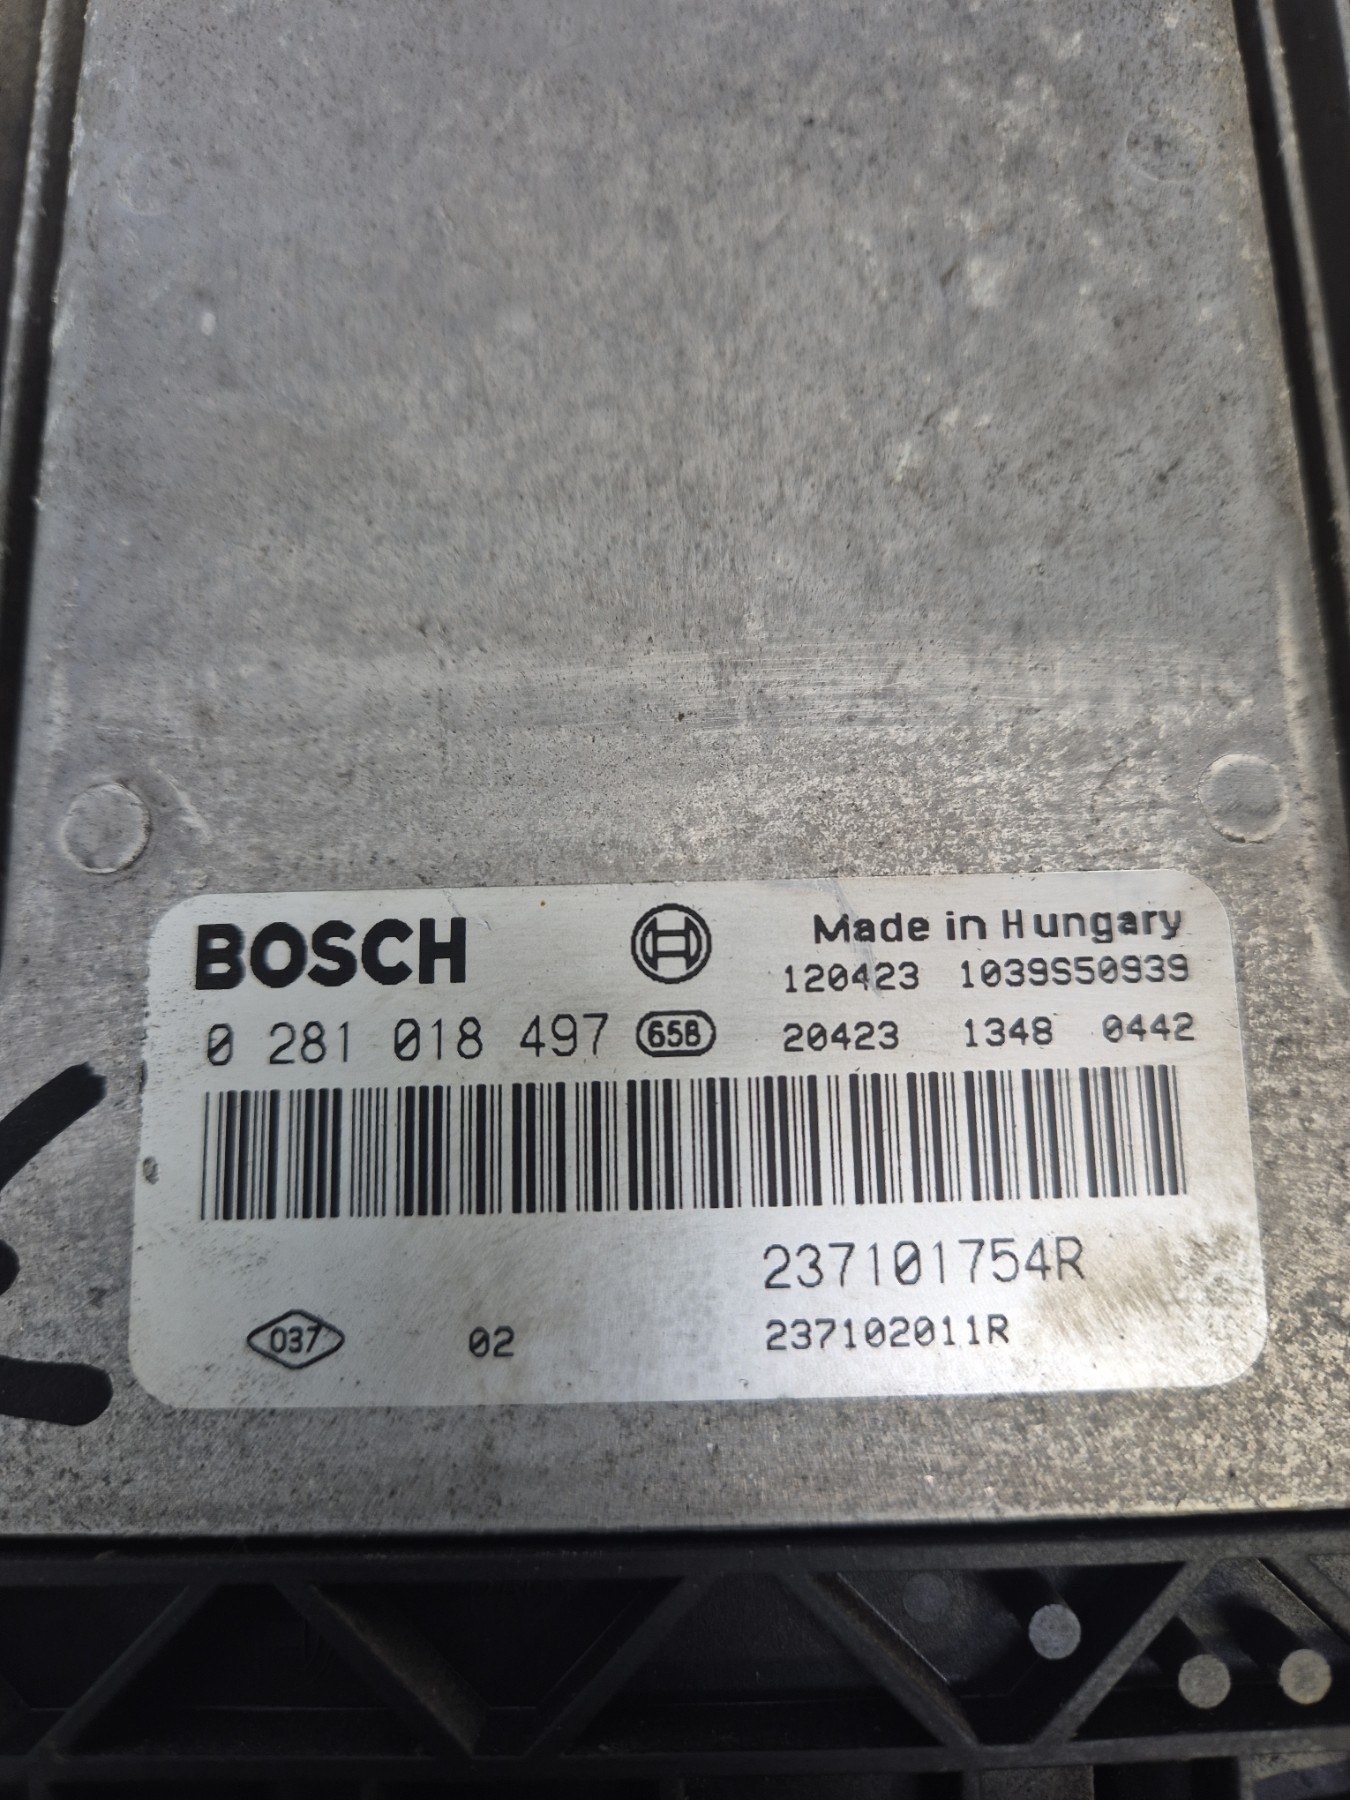 BOSCH
Made in Hungary
120423 1039S50939
0 281 018 497 658 20423 1348 0442
237101754R
037 02 237102011R